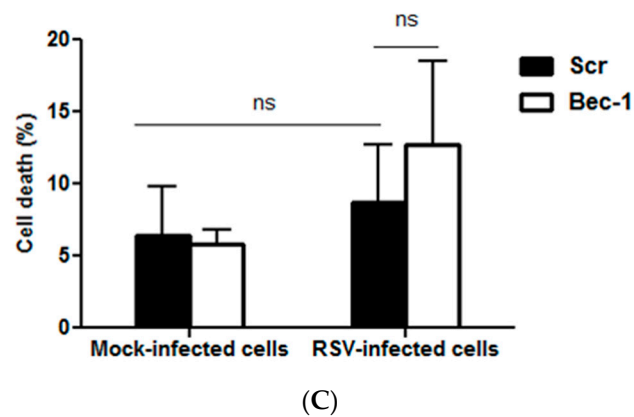 ns
20
Scr
Bec-1
15
ns
10
5
0
Cell death (%)
Mock-infected cells RSV-infected cells
(C)